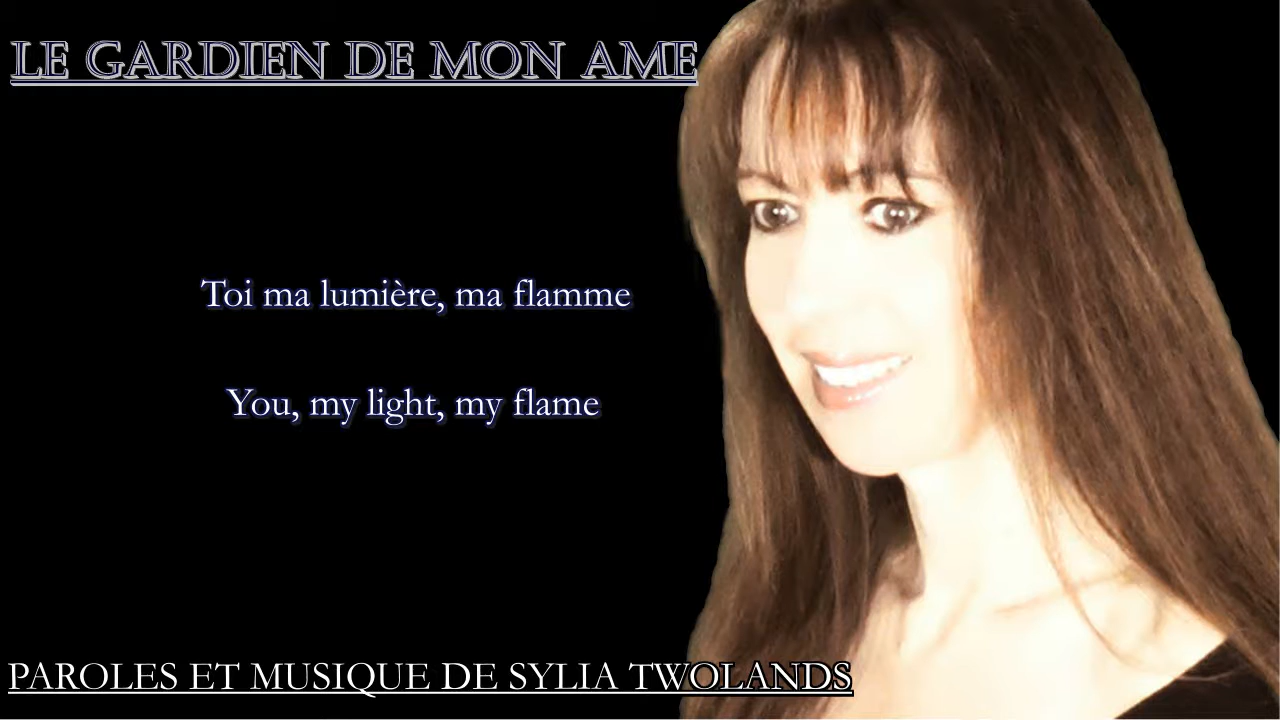 LE GARDIEN DE MON AME
Toi ma lumière, ma flamme
You, my light, my flame
PAROLES ET MUSIQUE DE SYLIA TWOLANDS